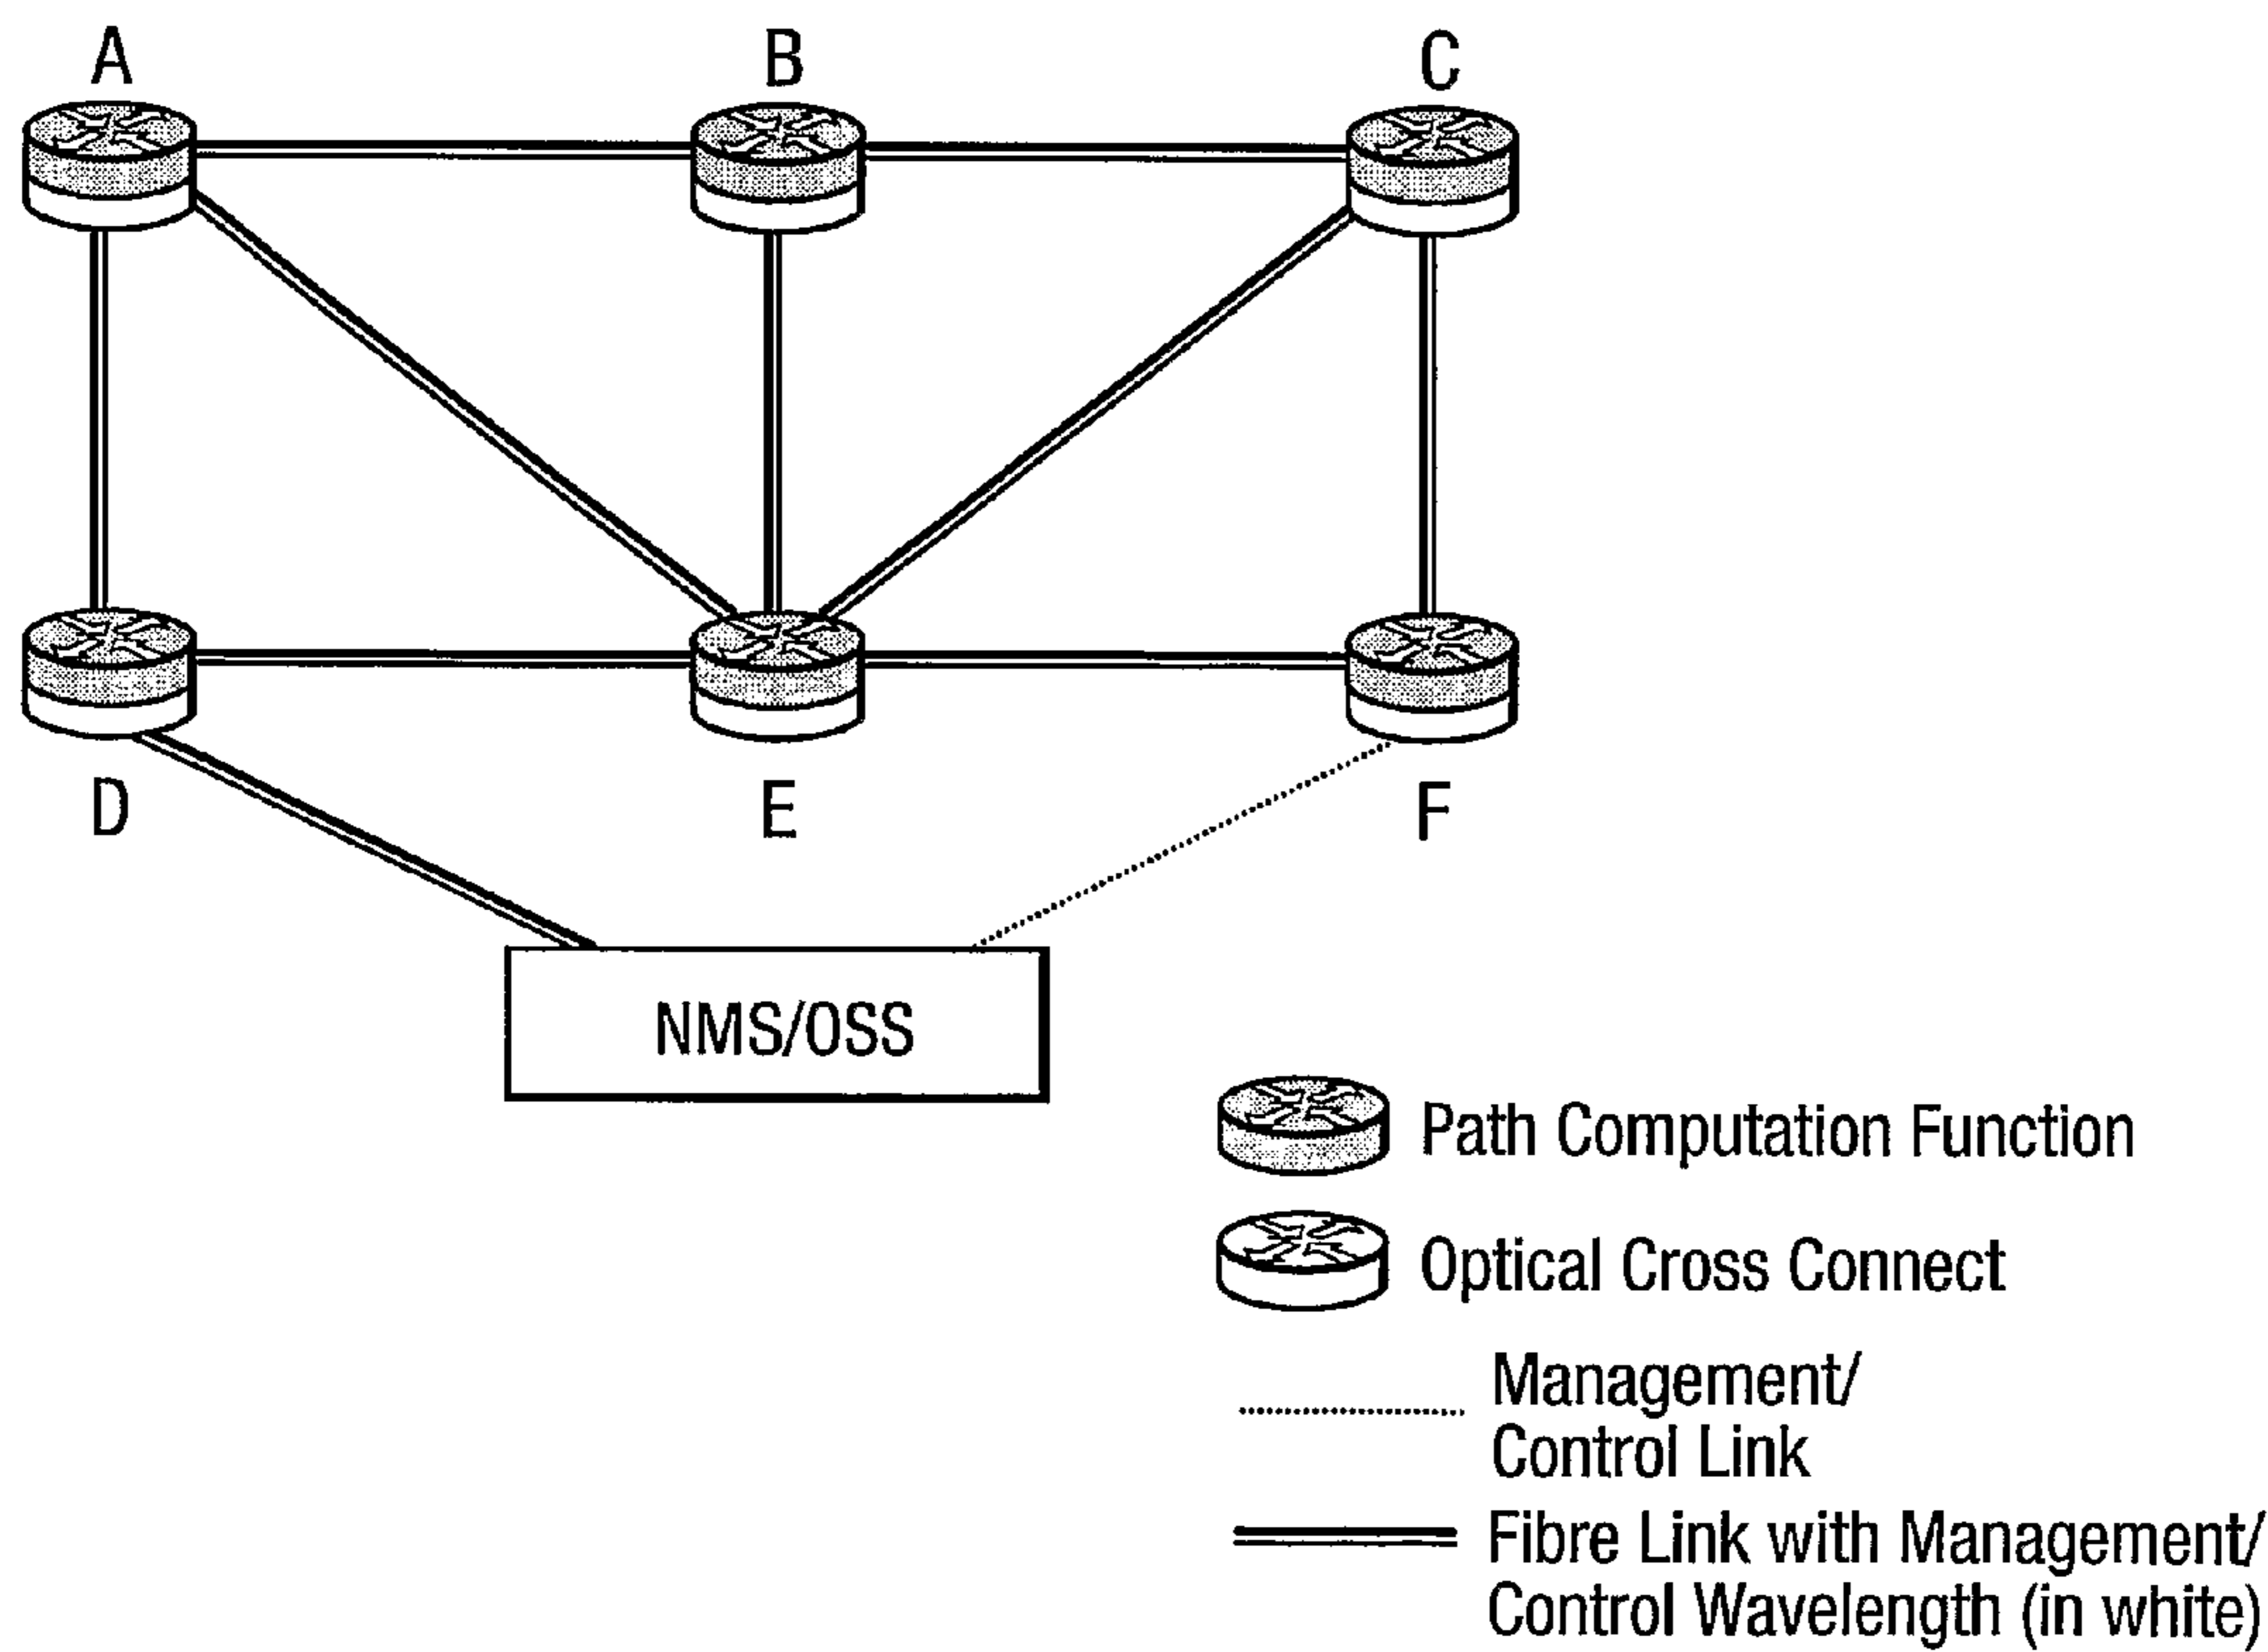 A
B
C
D
E
F
NMS/OSS
Path Computation Function
Optical Cross Connect
Management/
Control Link
Fibre Link with Management/
Control Wavelength (in white)